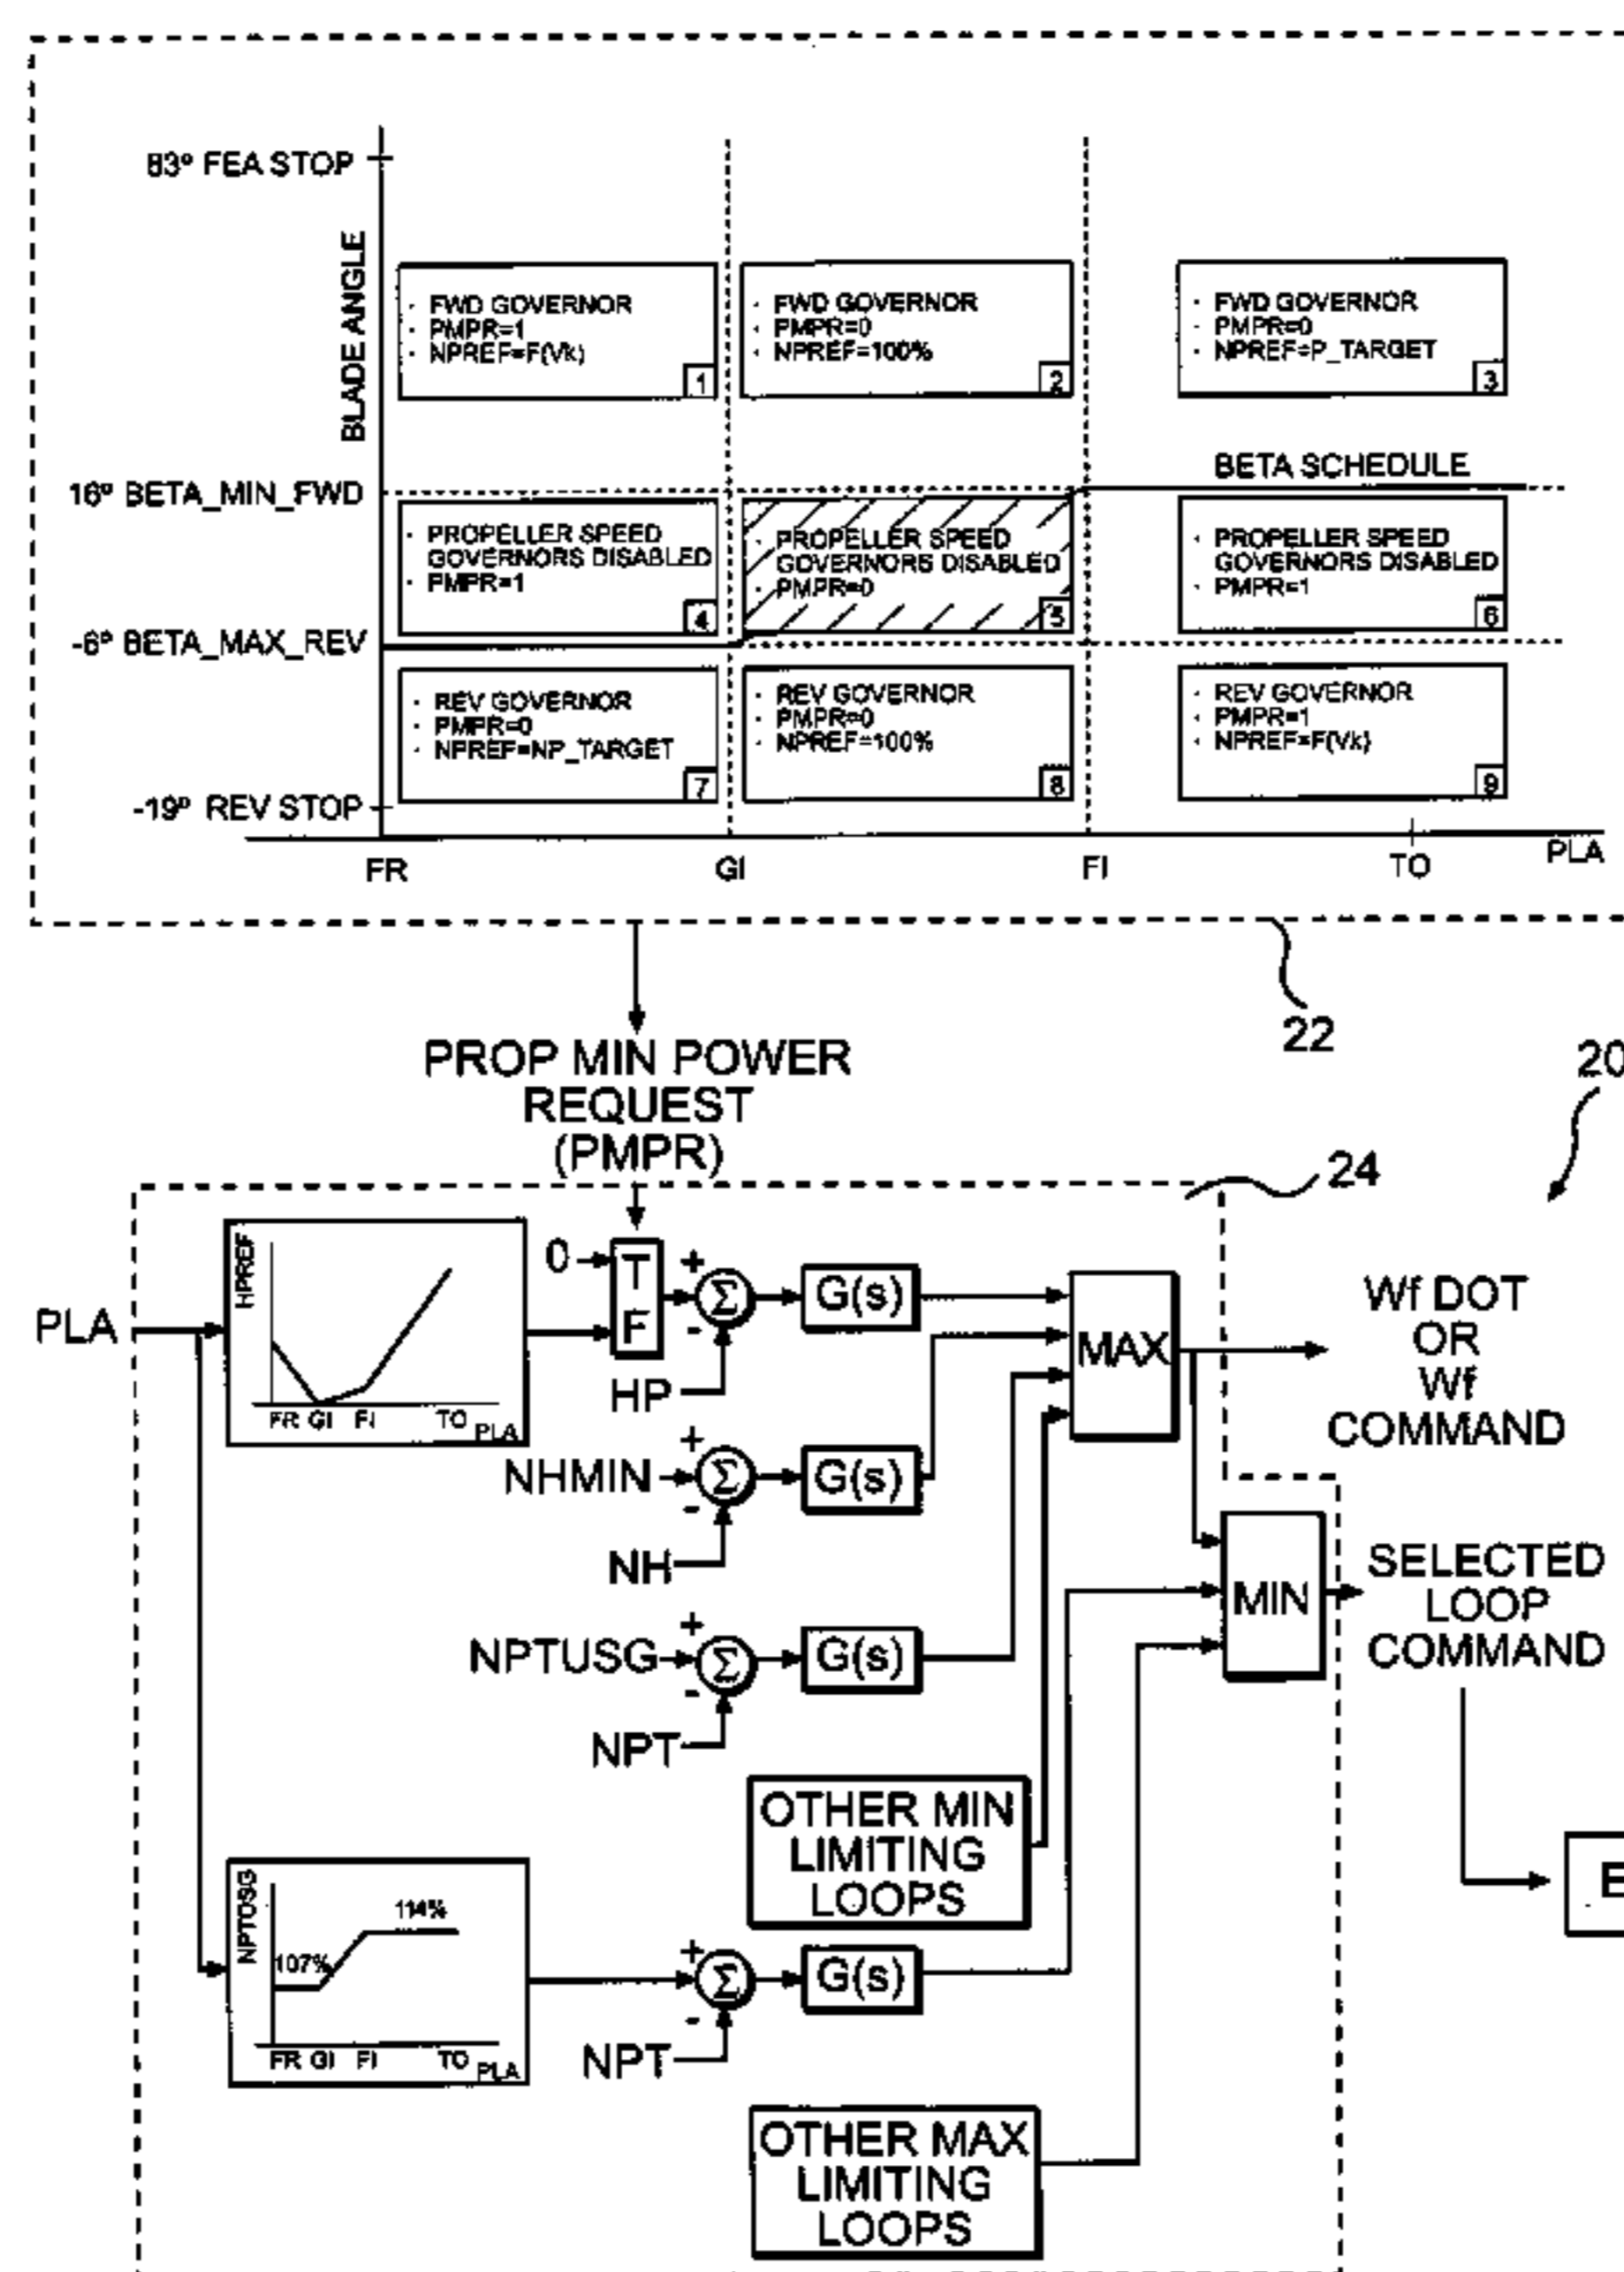 83º FEA STOP
BLADE ANGLE
· FWD GOVERNOR
· PMPR=1
· NPREF=F(Vk)
1
· FWD GOVERNOR
· PMPR=0
· NPREF=100%
2
· FWD GOVERNOR
· PMPR=0
· NPREF=P_TARGET
3
BETA SCHEDULE
16º BETA_MIN_FWD
· PROPELLER SPEED
GOVERNORS DISABLED
· PMPR=1
4
· PROPELLER SPEED
GOVERNORS DISABLED
· PMPR=0
5
· PROPELLER SPEED
GOVERNORS DISABLED
· PMPR=1
6
-6º BETA_MAX_REV
· REV GOVERNOR
· PMPR=0
· NPREF=NP_TARGET
7
· REV GOVERNOR
· PMPR=0
· NPREF=100%
8
· REV GOVERNOR
· PMPR=1
· NPREF=F(Vk)
9
-19º REV STOP
FR
GI
FI
TO
PLA
22
PROP MIN POWER
REQUEST
(PMPR)
20
24
PLA
HPREF
FR GI FI TO PLA
0
T
F
+
-
Σ
HP
G(s)
MAX
Wf DOT
OR
Wf
COMMAND
NHMIN
+
-
Σ
NH
G(s)
MIN
SELECTED
LOOP
COMMAND
NPTUSG
+
-
Σ
NPT
G(s)
OTHER MIN
LIMITING
LOOPS
E
NPTOSG
107%
114%
FR GI FI TO PLA
+
-
Σ
NPT
G(s)
OTHER MAX
LIMITING
LOOPS